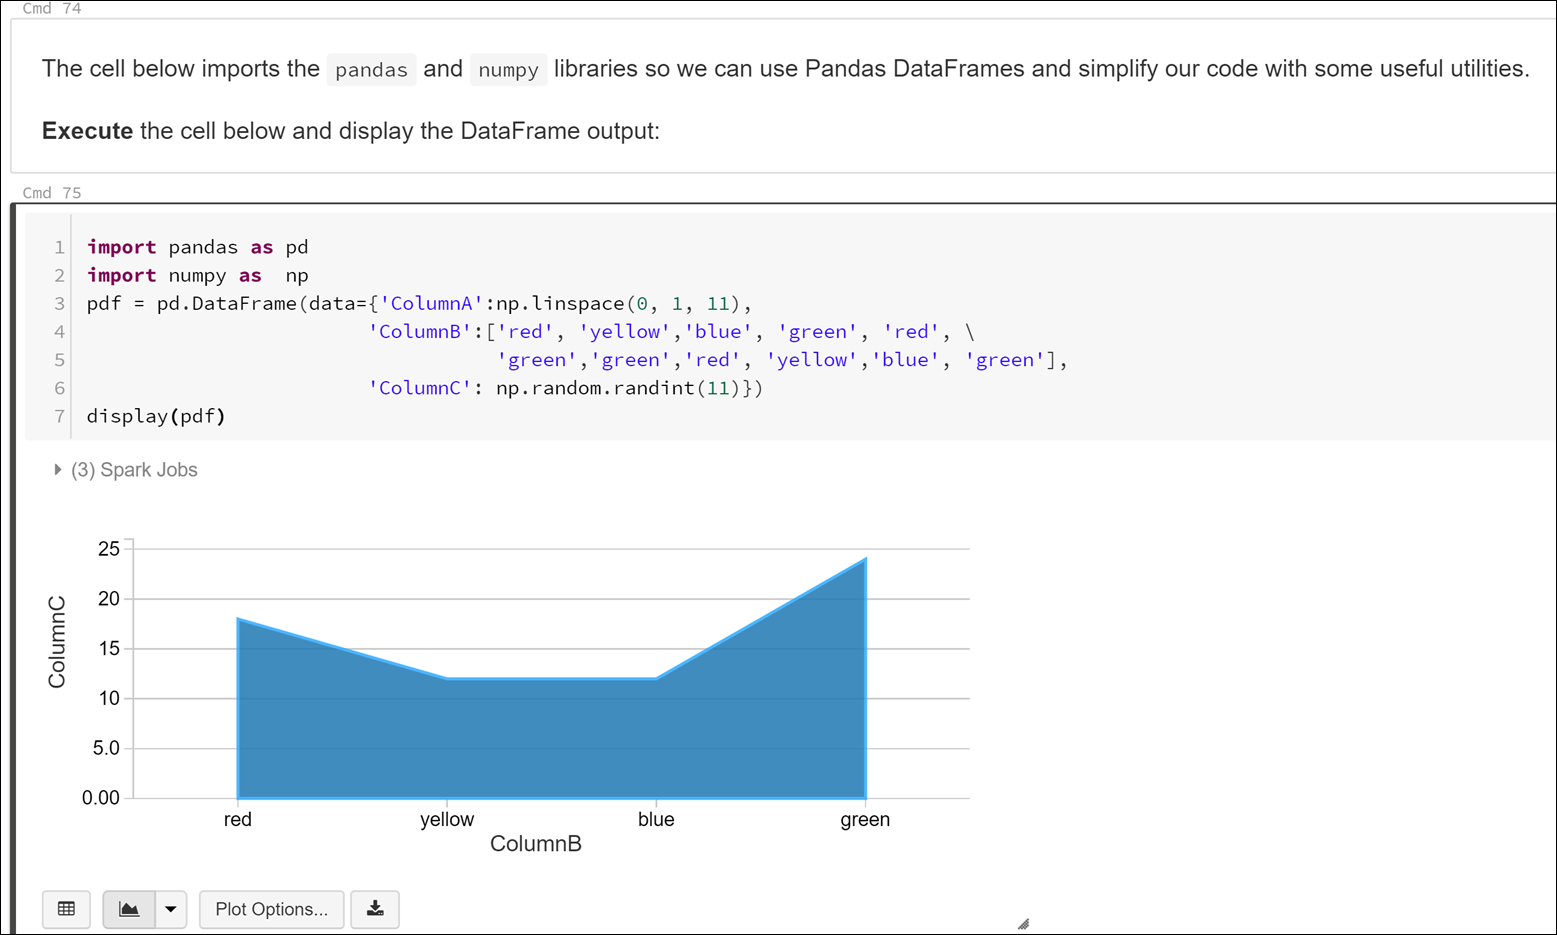 Cmd 74
The cell below imports the pandas and numpy libraries so we can use Pandas DataFrames and simplify our code with some useful utilities.
Execute the cell below and display the DataFrame output:
Cmd 75
1 import pandas as pd
2 import numpy as  np
3 pdf = pd.DataFrame(data={'ColumnA':np.linspace(0, 1, 11),
4                         'ColumnB':['red', 'yellow','blue', 'green', 'red', \
5                                    'green','green','red', 'yellow','blue', 'green'],
6                         'ColumnC': np.random.randint(11)})
7 display(pdf)
(3) Spark Jobs
25
20
15
10
5.0
0.00
ColumnC
red yellow blue green
ColumnB
Plot Options...